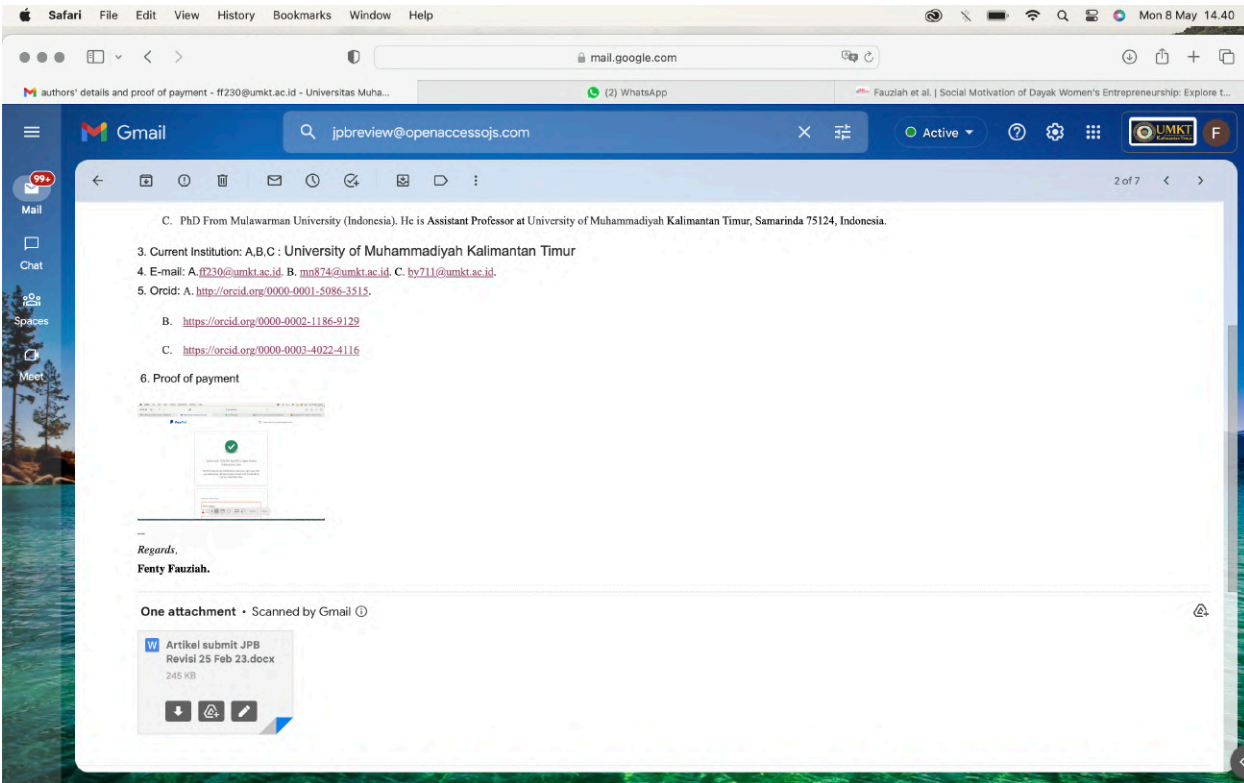 Safari File Edit View History Bookmarks Window Help Mon 8 May 14.40
mail.google.com
authors' details and proof of payment - ff230@umkt.ac.id - Universitas Muha...
(2) WhatsApp
Fauziah et al. | Social Motivation of Dayak Women's Entrepreneurship: Explore t...
Gmail
jpbreview@openaccessojs.com
Active
UMKT
F
99+
Mail
Chat
Spaces
Meet
2 of 7
C. PhD From Mulawarman University (Indonesia). He is Assistant Professor at University of Muhammadiyah Kalimantan Timur, Samarinda 75124, Indonesia.
3. Current Institution: A,B,C : University of Muhammadiyah Kalimantan Timur
4. E-mail: A.ff230@umkt.ac.id. B. mn874@umkt.ac.id. C. by711@umkt.ac.id.
5. Orcid: A. http://orcid.org/0000-0001-5086-3515.
B. https://orcid.org/0000-0002-1186-9129
C. https://orcid.org/0000-0003-4022-4116
6. Proof of payment
PayPal
--
Regards,
Fenty Fauziah.
One attachment • Scanned by Gmail
W
Artikel submit JPB
Revisi 25 Feb 23.docx
245 KB